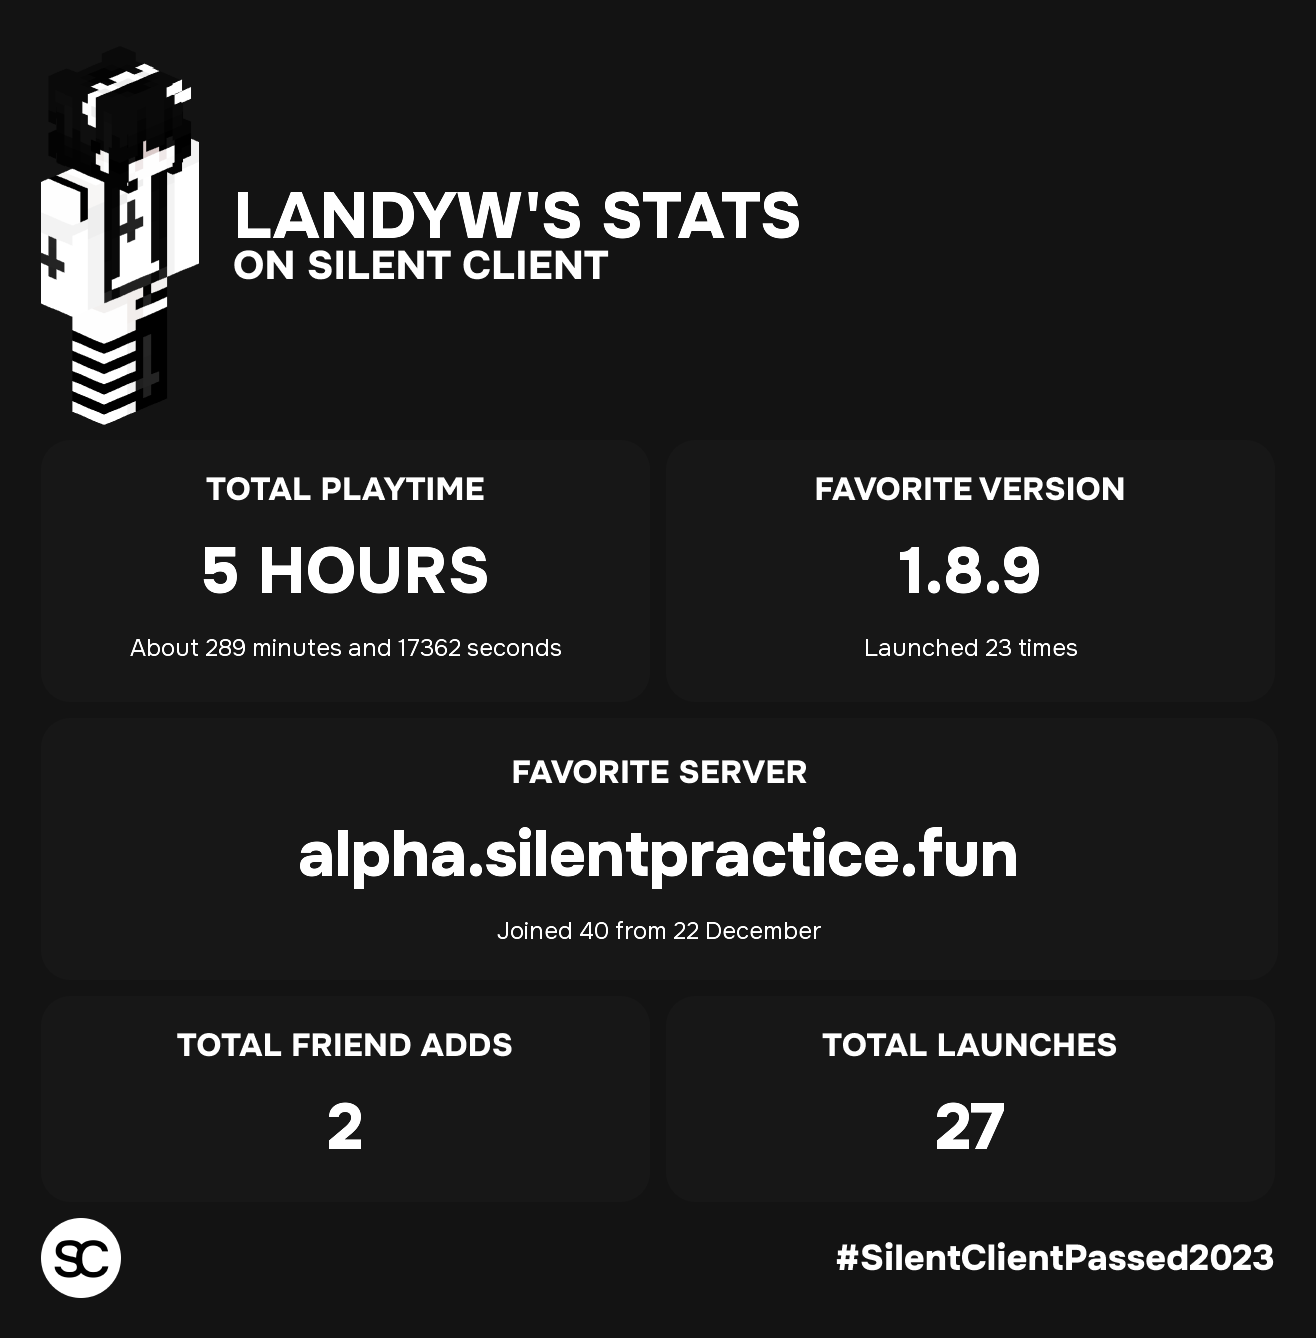 LANDYW'S STATS
ON SILENT CLIENT
TOTAL PLAYTIME
5 HOURS
About 289 minutes and 17362 seconds
FAVORITE VERSION
1.8.9
Launched 23 times
FAVORITE SERVER
alpha.silentpractice.fun
Joined 40 from 22 December
TOTAL FRIEND ADDS
2
TOTAL LAUNCHES
27
SC
#SilentClientPassed2023